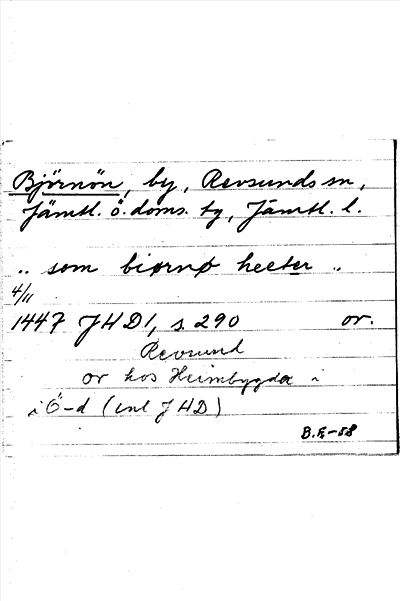 Björnön, by, Revsunds sn,
Jämtl. ö. doms. tg, Jämtl. l.
.. som biørnø heeter ..
4/11
1447 JHD1, s. 290 or.
Revsund
or hos Heimbygda i
i Ö-d (enl JHD)
B.E-58